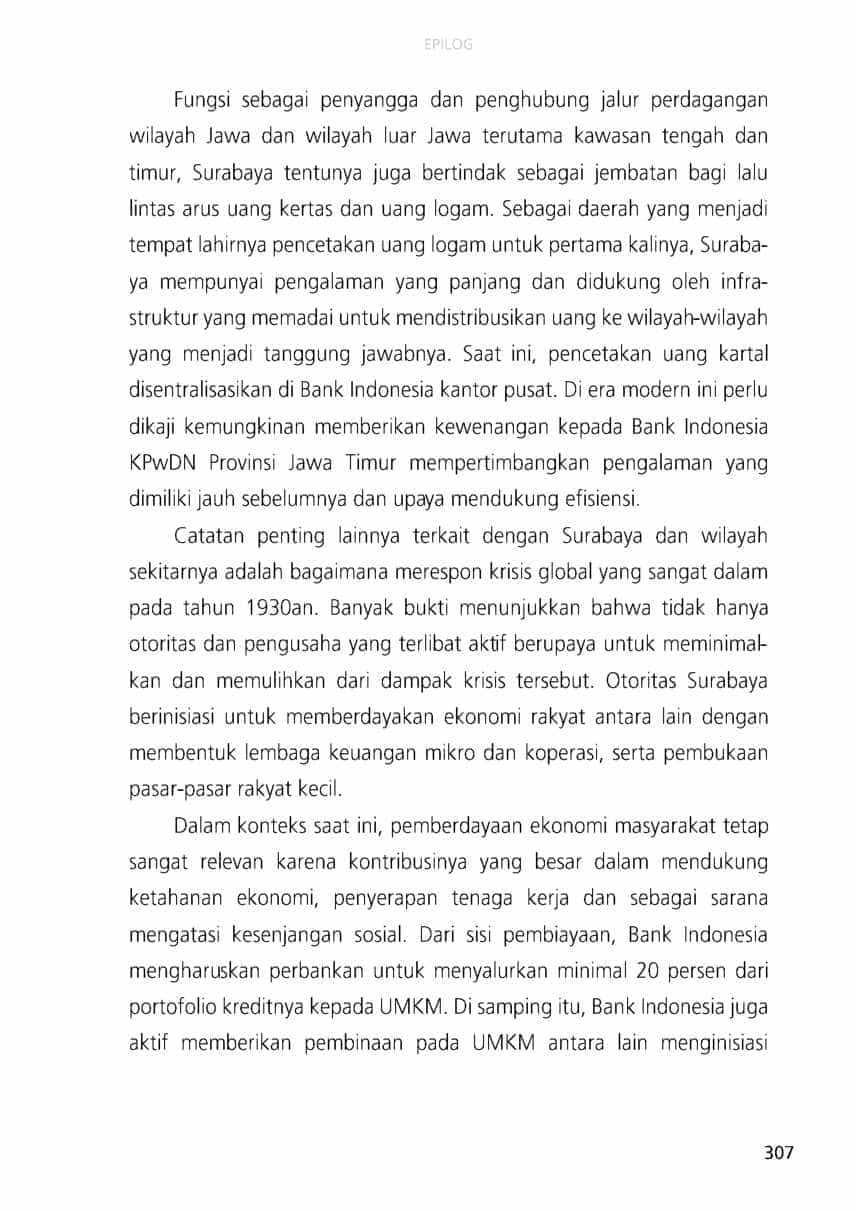 EPILOG
Fungsi sebagai penyangga dan penghubung jalur perdagangan
wilayah Jawa dan wilayah luar Jawa terutama kawasan tengah dan
timur, Surabaya tentunya juga bertindak sebagai jembatan bagi lalu
lintas arus uang kertas dan uang logam. Sebagai daerah yang menjadi
tempat lahirnya pencetakan uang logam untuk pertama kalinya, Suraba-
ya mempunyai pengalaman yang panjang dan didukung oleh infra-
struktur yang memadai untuk mendistribusikan uang ke wilayah-wilayah
yang menjadi tanggung jawabnya. Saat ini, pencetakan uang kartal
disentralisasikan di Bank Indonesia kantor pusat. Di era modern ini perlu
dikaji kemungkinan memberikan kewenangan kepada Bank Indonesia
KPwDN Provinsi Jawa Timur mempertimbangkan pengalaman yang
dimiliki jauh sebelumnya dan upaya mendukung efisiensi.
Catatan penting lainnya terkait dengan Surabaya dan wilayah
sekitarnya adalah bagaimana merespon krisis global yang sangat dalam
pada tahun 1930an. Banyak bukti menunjukkan bahwa tidak hanya
otoritas dan pengusaha yang terlibat aktif berupaya untuk meminimal-
kan dan memulihkan dari dampak krisis tersebut. Otoritas Surabaya
berinisiasi untuk memberdayakan ekonomi rakyat antara lain dengan
membentuk lembaga keuangan mikro dan koperasi, serta pembukaan
pasar-pasar rakyat kecil.
Dalam konteks saat ini, pemberdayaan ekonomi masyarakat tetap
sangat relevan karena kontribusinya yang besar dalam mendukung
ketahanan ekonomi, penyerapan tenaga kerja dan sebagai sarana
mengatasi kesenjangan sosial. Dari sisi pembiayaan, Bank Indonesia
mengharuskan perbankan untuk menyalurkan minimal 20 persen dari
portofolio kreditnya kepada UMKM. Di samping itu, Bank Indonesia juga
aktif memberikan pembinaan pada UMKM antara lain menginisiasi
307